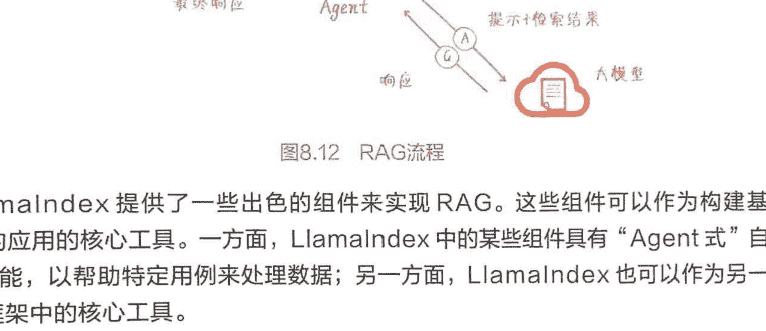 最终响应
Agent
提示+检索结果
A
G
响应
大模型
图8.12 RAG流程
maIndex 提供了一些出色的组件来实现 RAG。这些组件可以作为构建基
的应用的核心工具。一方面，LlamaIndex 中的某些组件具有“Agent 式”自
能，以帮助特定用例来处理数据；另一方面，LlamaIndex 也可以作为另一
框架中的核心工具。